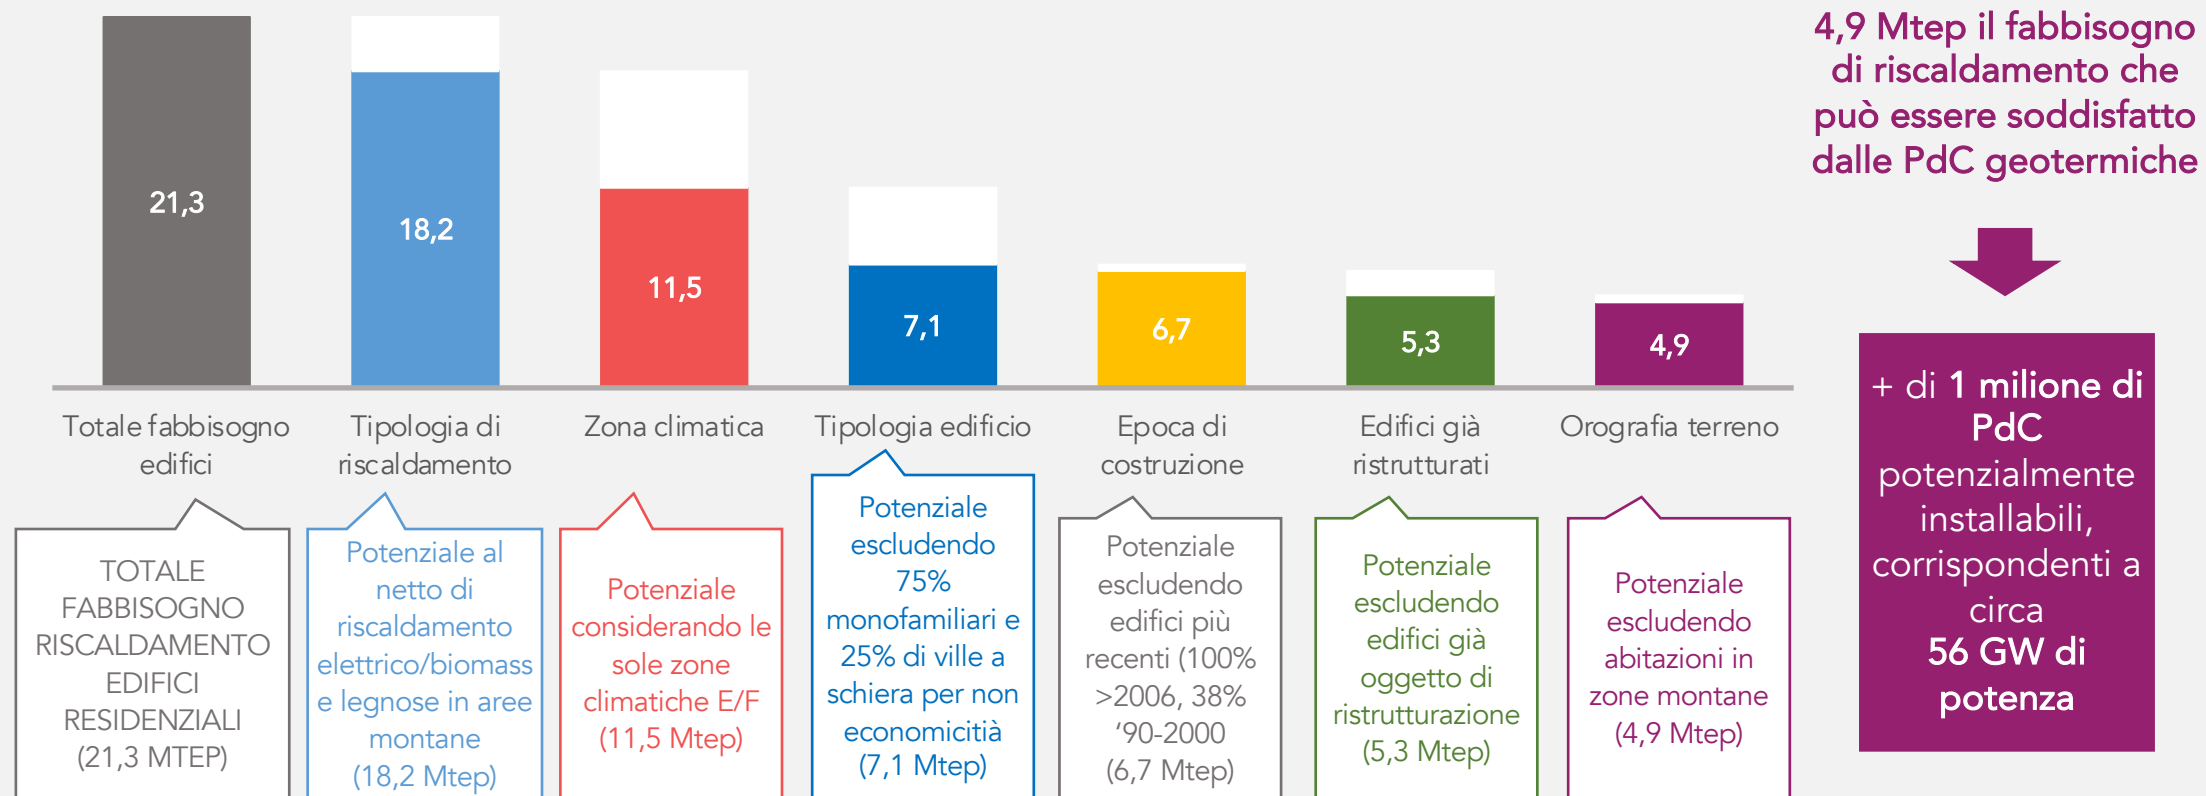 21,3
18,2
11,5
7,1
6,7
5,3
4,9
Totale fabbisogno
edifici
Tipologia di
riscaldamento
Zona climatica
Tipologia edificio
Epoca di
costruzione
Edifici già
ristrutturati
Orografia terreno
TOTALE
FABBISOGNO
RISCALDAMENTO
EDIFICI
RESIDENZIALI
(21,3 MTEP)
Potenziale al
netto di
riscaldamento
elettrico/biomass
e legnose in aree
montane
(18,2 Mtep)
Potenziale
considerando le
sole zone
climatiche E/F
(11,5 Mtep)
Potenziale
escludendo
75%
monofamiliari e
25% di ville a
schiera per non
economicitià
(7,1 Mtep)
Potenziale
escludendo
edifici più
recenti (100%
>2006, 38%
‘90-2000
(6,7 Mtep)
Potenziale
escludendo
edifici già
oggetto di
ristrutturazione
(5,3 Mtep)
Potenziale
escludendo
abitazioni in
zone montane
(4,9 Mtep)
4,9 Mtep il fabbisogno
di riscaldamento che
può essere soddisfatto
dalle PdC geotermiche
+ di 1 milione di
PdC
potenzialmente
installabili,
corrispondenti a
circa
56 GW di
potenza